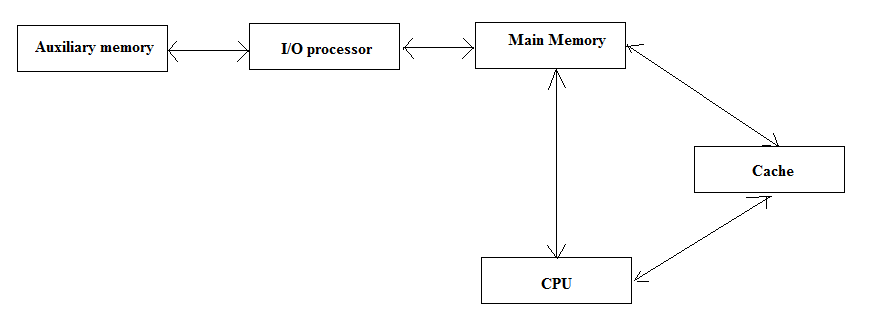 Auxiliary memory
I/O processor
Main Memory
Cache
CPU